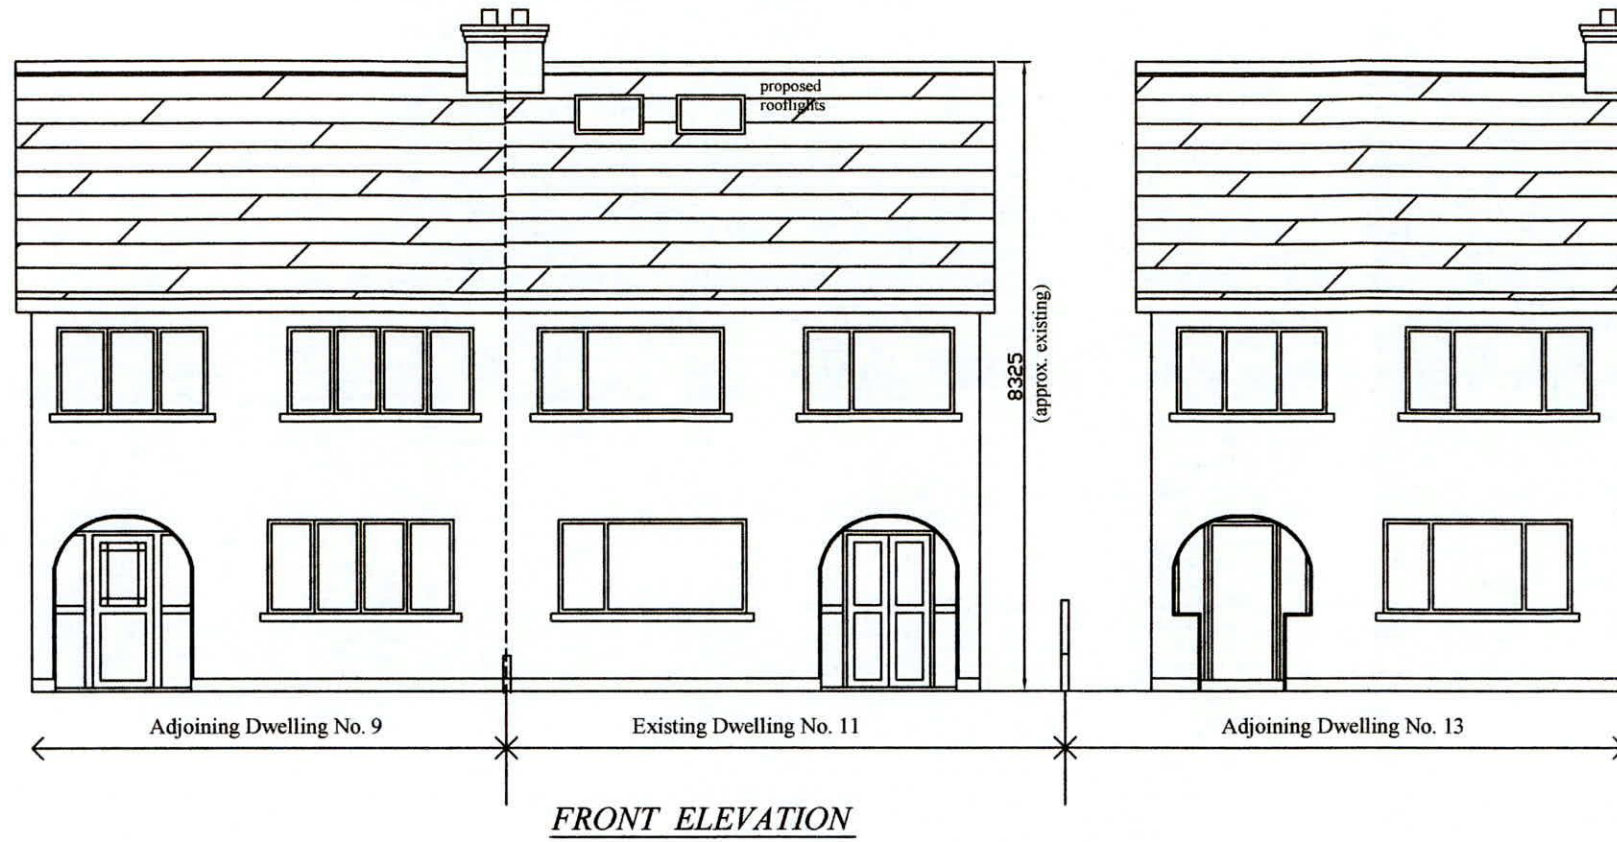 proposed
rooflights
8325
(approx. existing)
Adjoining Dwelling No. 9
Existing Dwelling No. 11
Adjoining Dwelling No. 13
FRONT ELEVATION